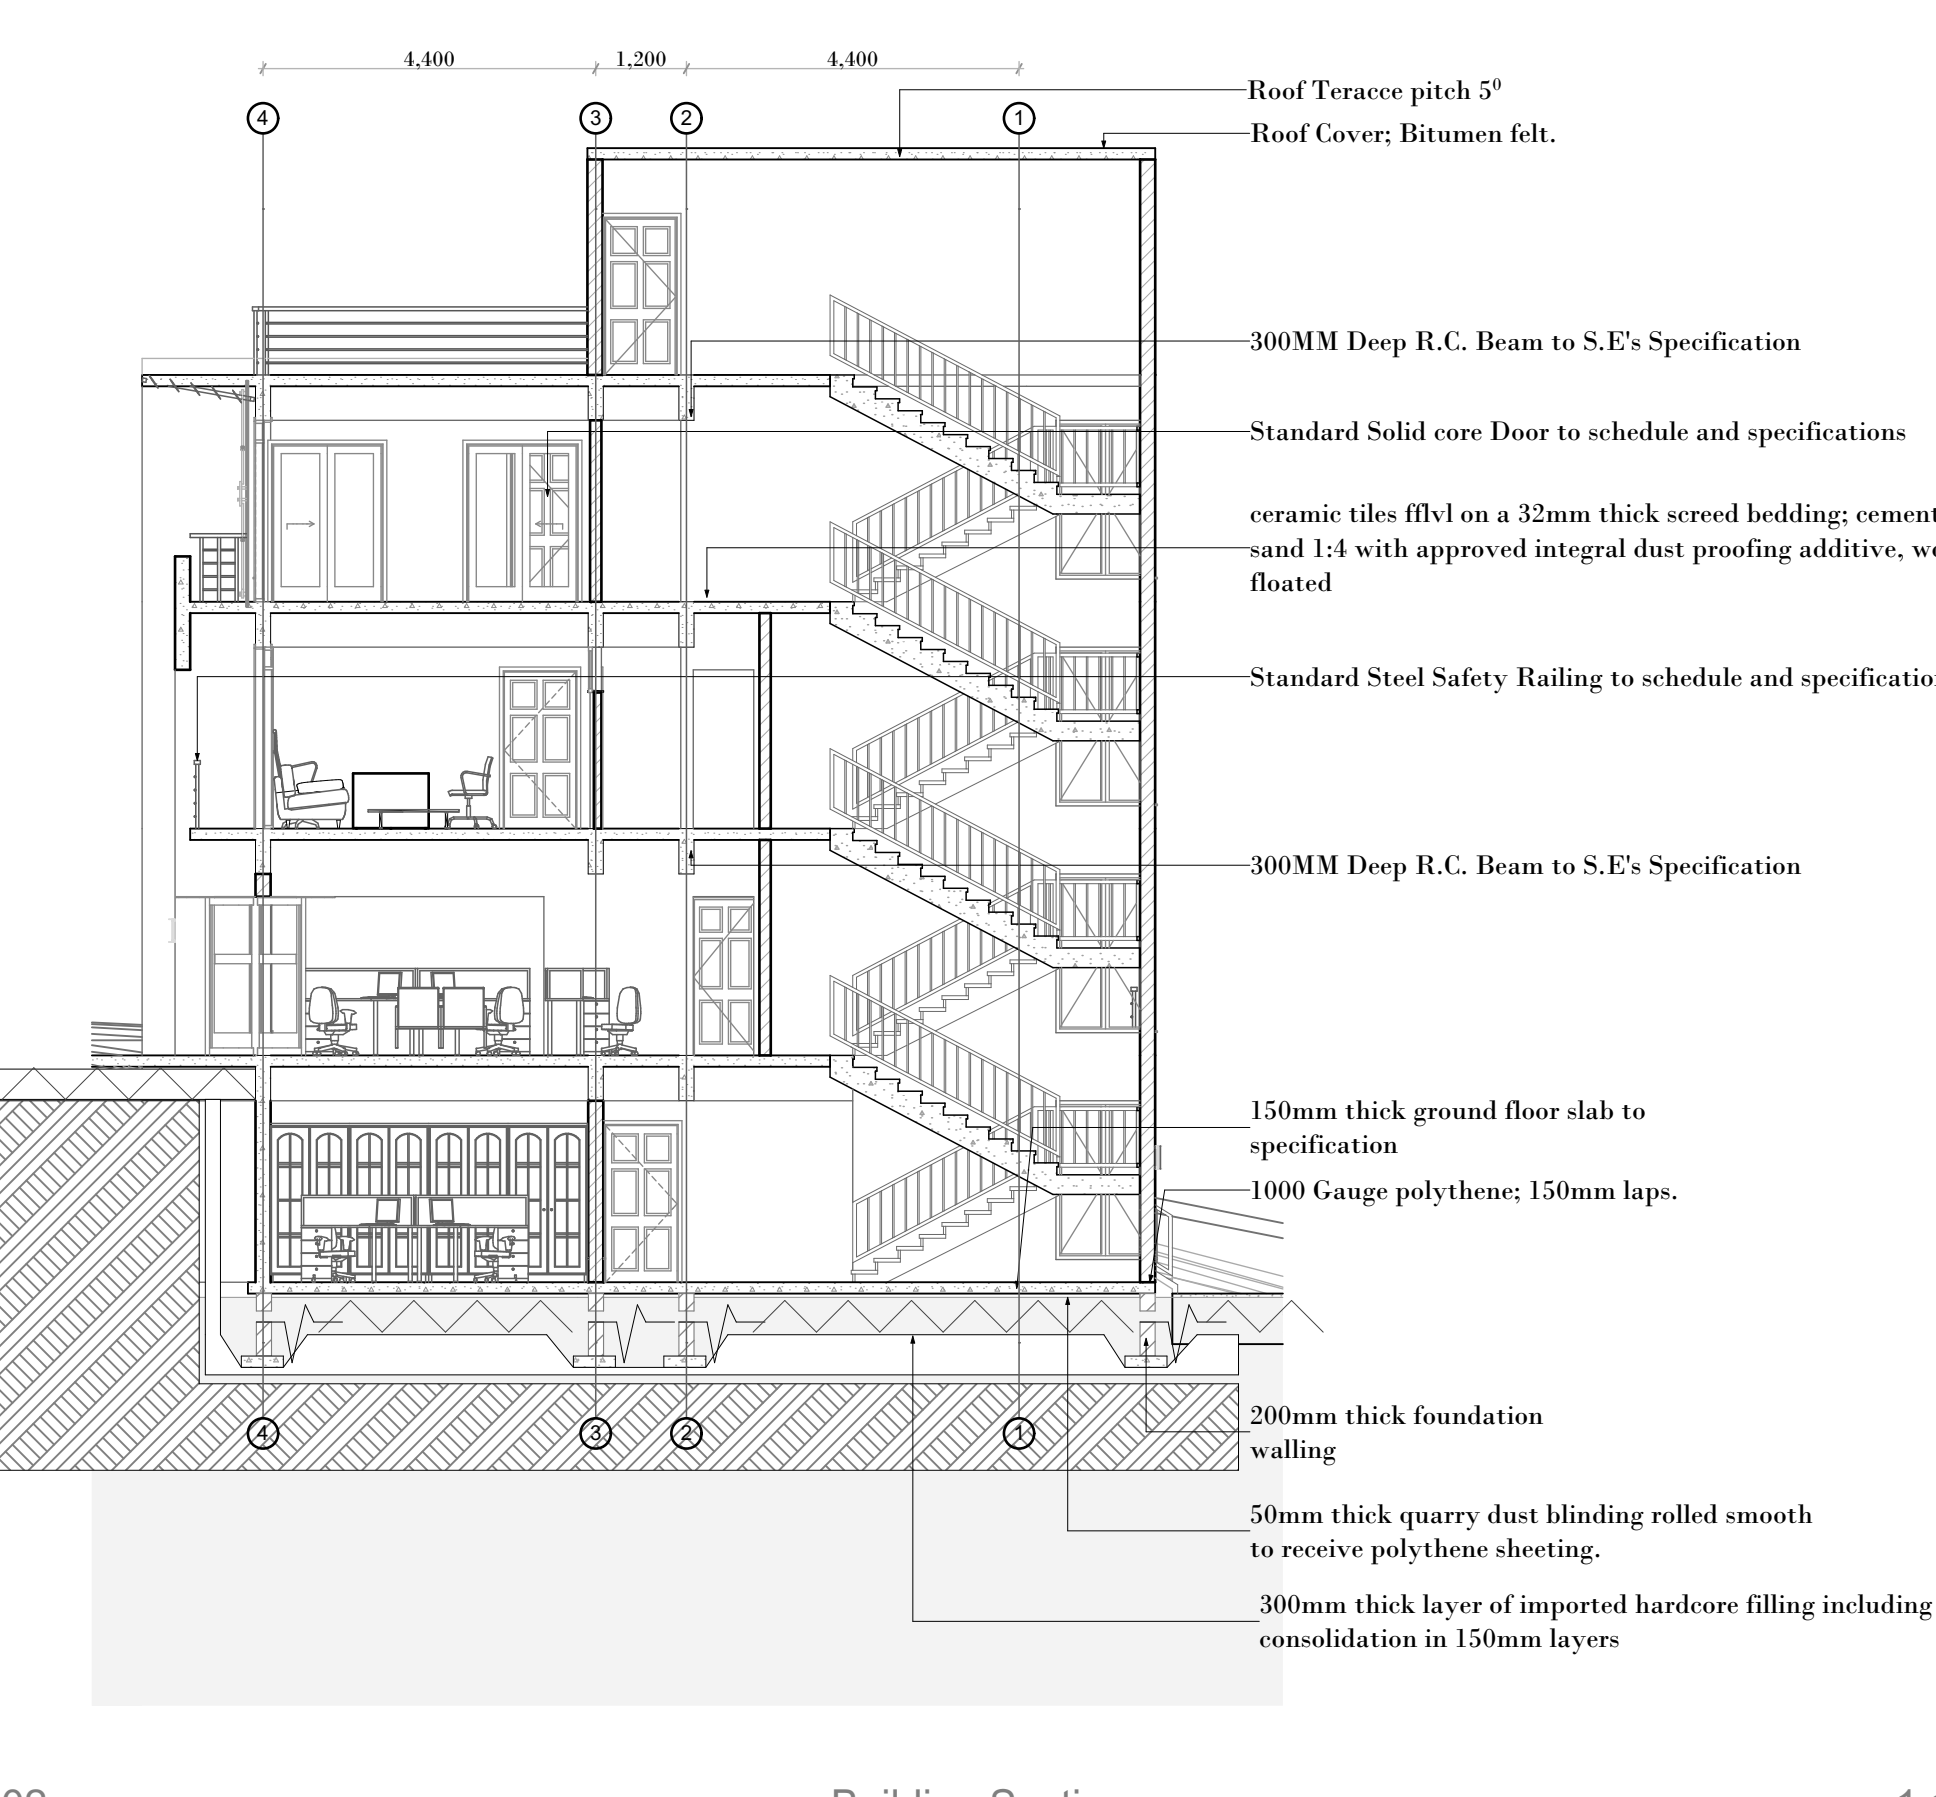 4,400 1,200 4,400
4 3 2 1
Roof Teracce pitch 5⁰
Roof Cover; Bitumen felt.
300MM Deep R.C. Beam to S.E's Specification
Standard Solid core Door to schedule and specifications
ceramic tiles fflvl on a 32mm thick screed bedding; cement
sand 1:4 with approved integral dust proofing additive,
floated
Standard Steel Safety Railing to schedule and
300MM Deep R.C. Beam to S.E's Specification
150mm thick ground floor slab to
specification
1000 Gauge polythene; 150mm laps.
200mm thick foundation
walling
4 3 2 1
50mm thick quarry dust blinding rolled smooth
to receive polythene sheeting.
300mm thick layer of imported hardcore filling including
consolidation in 150mm layers